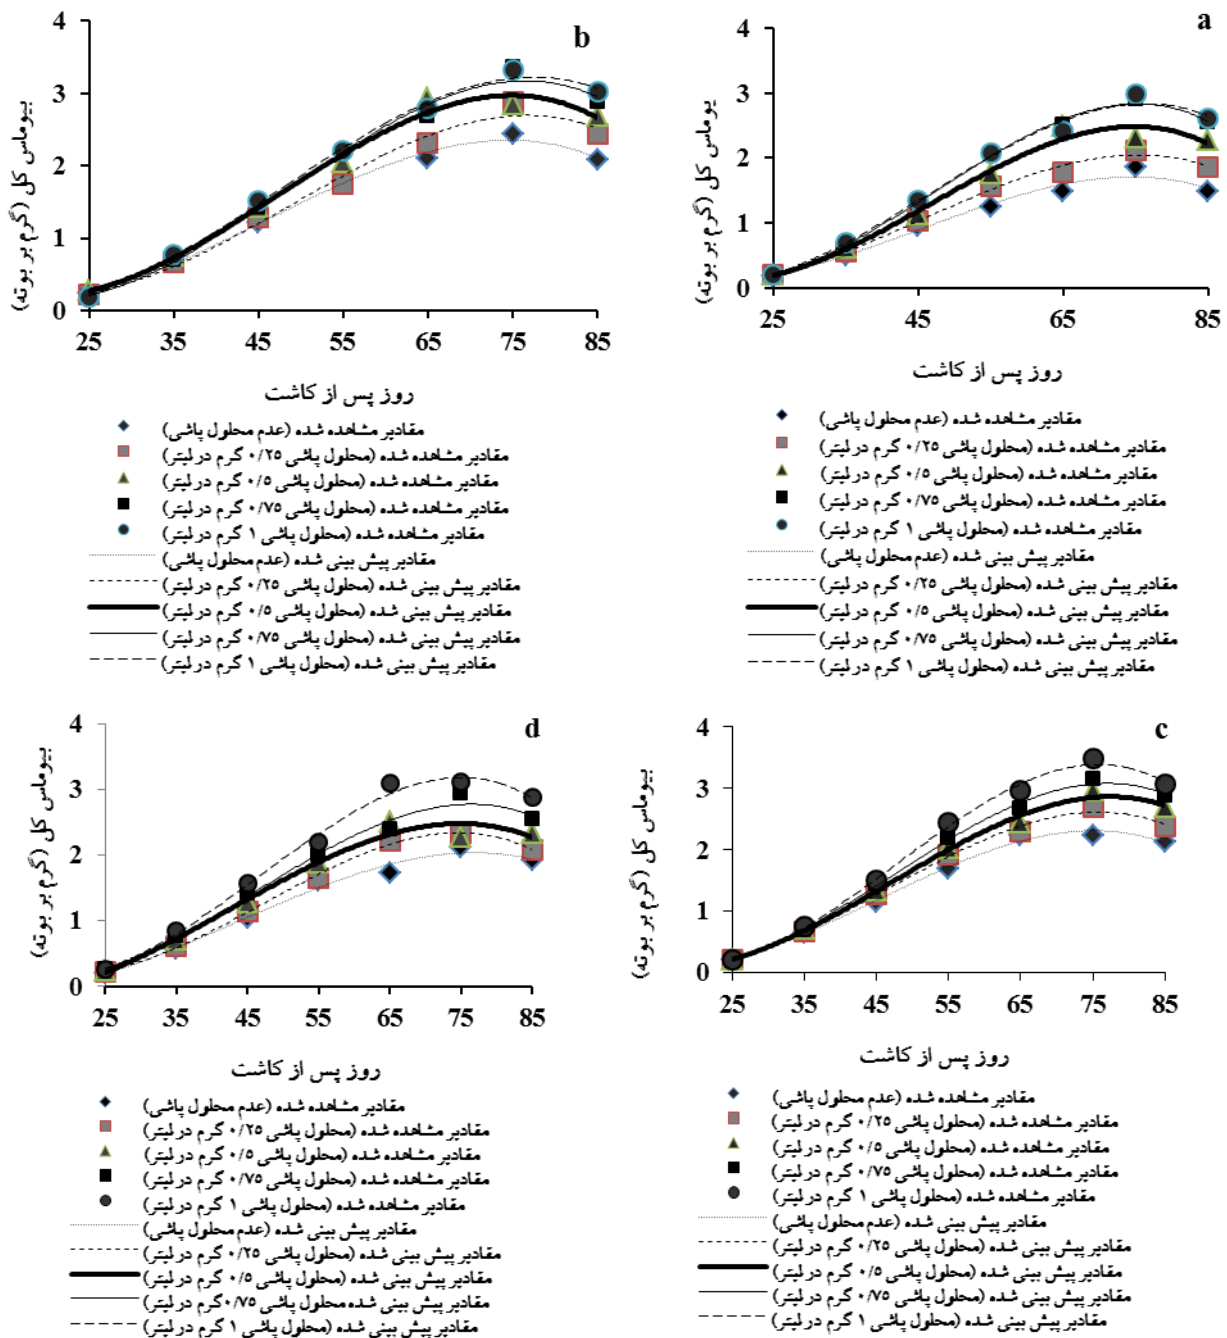 a
بیوماس کل (گرم بر بوته)
4
3
2
1
0
25
45
65
85
روز پس از کاشت
مقادیر مشاهده شده (عدم محلول پاشی)
مقادیر مشاهده شده (محلول پاشی ۰/۲۵ گرم در لیتر)
مقادیر مشاهده شده (محلول پاشی ۰/۵ گرم در لیتر)
مقادیر مشاهده شده (محلول پاشی ۰/۷۵ گرم در لیتر)
مقادیر مشاهده شده (محلول پاشی ۱ گرم در لیتر)
مقادیر پیش بینی شده (عدم محلول پاشی)
مقادیر پیش بینی شده (محلول پاشی ۰/۲۵ گرم در لیتر)
مقادیر پیش بینی شده (محلول پاشی ۰/۵ گرم در لیتر)
مقادیر پیش بینی شده (محلول پاشی ۰/۷۵ گرم در لیتر)
مقادیر پیش بینی شده (محلول پاشی ۱ گرم در لیتر)
b
بیوماس کل (گرم بر بوته)
4
3
2
1
0
25
35
45
55
65
75
85
روز پس از کاشت
مقادیر مشاهده شده (عدم محلول پاشی)
مقادیر مشاهده شده (محلول پاشی ۰/۲۵ گرم در لیتر)
مقادیر مشاهده شده (محلول پاشی ۰/۵ گرم در لیتر)
مقادیر مشاهده شده (محلول پاشی ۰/۷۵ گرم در لیتر)
مقادیر مشاهده شده (محلول پاشی ۱ گرم در لیتر)
مقادیر پیش بینی شده (عدم محلول پاشی)
مقادیر پیش بینی شده (محلول پاشی ۰/۲۵ گرم در لیتر)
مقادیر پیش بینی شده (محلول پاشی ۰/۵ گرم در لیتر)
مقادیر پیش بینی شده (محلول پاشی ۰/۷۵ گرم در لیتر)
مقادیر پیش بینی شده (محلول پاشی ۱ گرم در لیتر)
c
بیوماس کل (گرم بر بوته)
4
3
2
1
0
25
35
45
55
65
75
85
روز پس از کاشت
مقادیر مشاهده شده (عدم محلول پاشی)
مقادیر مشاهده شده (محلول پاشی ۰/۲۵ گرم در لیتر)
مقادیر مشاهده شده (محلول پاشی ۰/۵ گرم در لیتر)
مقادیر مشاهده شده (محلول پاشی ۰/۷۵ گرم در لیتر)
مقادیر مشاهده شده (محلول پاشی ۱ گرم در لیتر)
مقادیر پیش بینی شده (عدم محلول پاشی)
مقادیر پیش بینی شده (محلول پاشی ۰/۲۵ گرم در لیتر)
مقادیر پیش بینی شده (محلول پاشی ۰/۵ گرم در لیتر)
مقادیر پیش بینی شده (محلول پاشی ۰/۷۵ گرم در لیتر)
مقادیر پیش بینی شده (محلول پاشی ۱ گرم در لیتر)
d
بیوماس کل (گرم بر بوته)
4
3
2
1
0
25
35
45
55
65
75
85
روز پس از کاشت
مقادیر مشاهده شده (عدم محلول پاشی)
مقادیر مشاهده شده (محلول پاشی ۰/۲۵ گرم در لیتر)
مقادیر مشاهده شده (محلول پاشی ۰/۵ گرم در لیتر)
مقادیر مشاهده شده (محلول پاشی ۰/۷۵ گرم در لیتر)
مقادیر مشاهده شده (محلول پاشی ۱ گرم در لیتر)
مقادیر پیش بینی شده (عدم محلول پاشی)
مقادیر پیش بینی شده (محلول پاشی ۰/۲۵ گرم در لیتر)
مقادیر پیش بینی شده (محلول پاشی ۰/۵ گرم در لیتر)
مقادیر پیش بینی شده (محلول پاشی ۰/۷۵گرم در لیتر)
مقادیر پیش بینی شده (محلول پاشی ۱ گرم در لیتر)